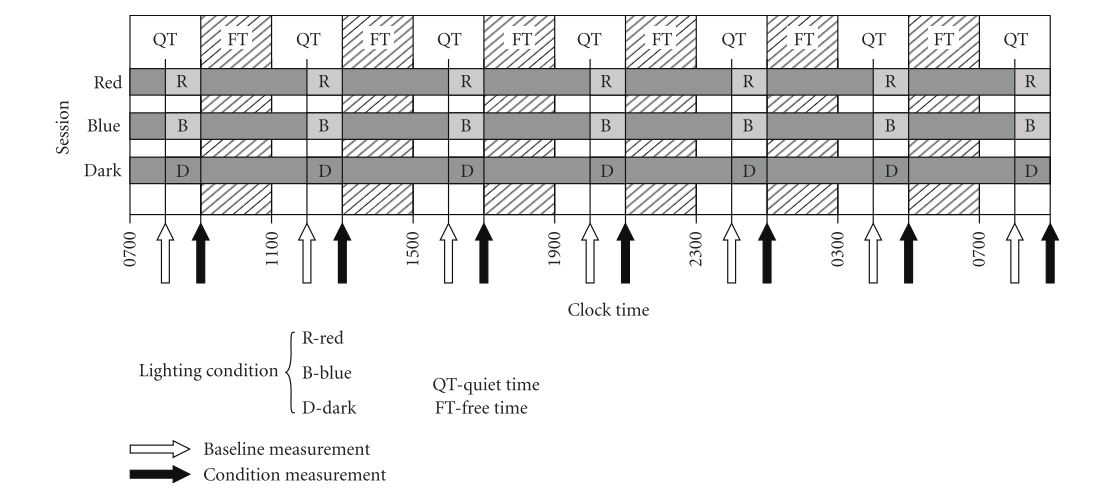 QT FT QT FT QT FT QT FT QT FT QT FT QT
Red R R R R R R R
Session
Blue B B B B B B B
Dark D D D D D D D
0700 1100 1500 1900 2300 0300 0700
Clock time
R-red
Lighting condition B-blue
D-dark
QT-quiet time
FT-free time
Baseline measurement
Condition measurement